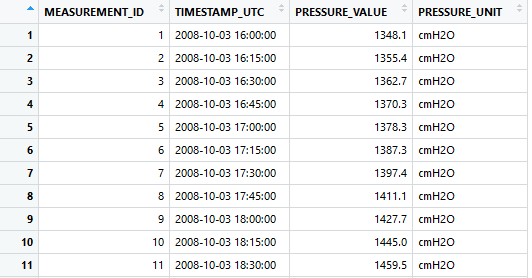 MEASUREMENT_ID TIMESTAMP_UTC PRESSURE_VALUE PRESSURE_UNIT
1 1 2008-10-03 16:00:00 1348.1 cmH2O
2 2 2008-10-03 16:15:00 1355.4 cmH2O
3 3 2008-10-03 16:30:00 1362.7 cmH2O
4 4 2008-10-03 16:45:00 1370.3 cmH2O
5 5 2008-10-03 17:00:00 1378.3 cmH2O
6 6 2008-10-03 17:15:00 1387.3 cmH2O
7 7 2008-10-03 17:30:00 1397.4 cmH2O
8 8 2008-10-03 17:45:00 1411.1 cmH2O
9 9 2008-10-03 18:00:00 1427.7 cmH2O
10 10 2008-10-03 18:15:00 1445.0 cmH2O
11 11 2008-10-03 18:30:00 1459.5 cmH2O